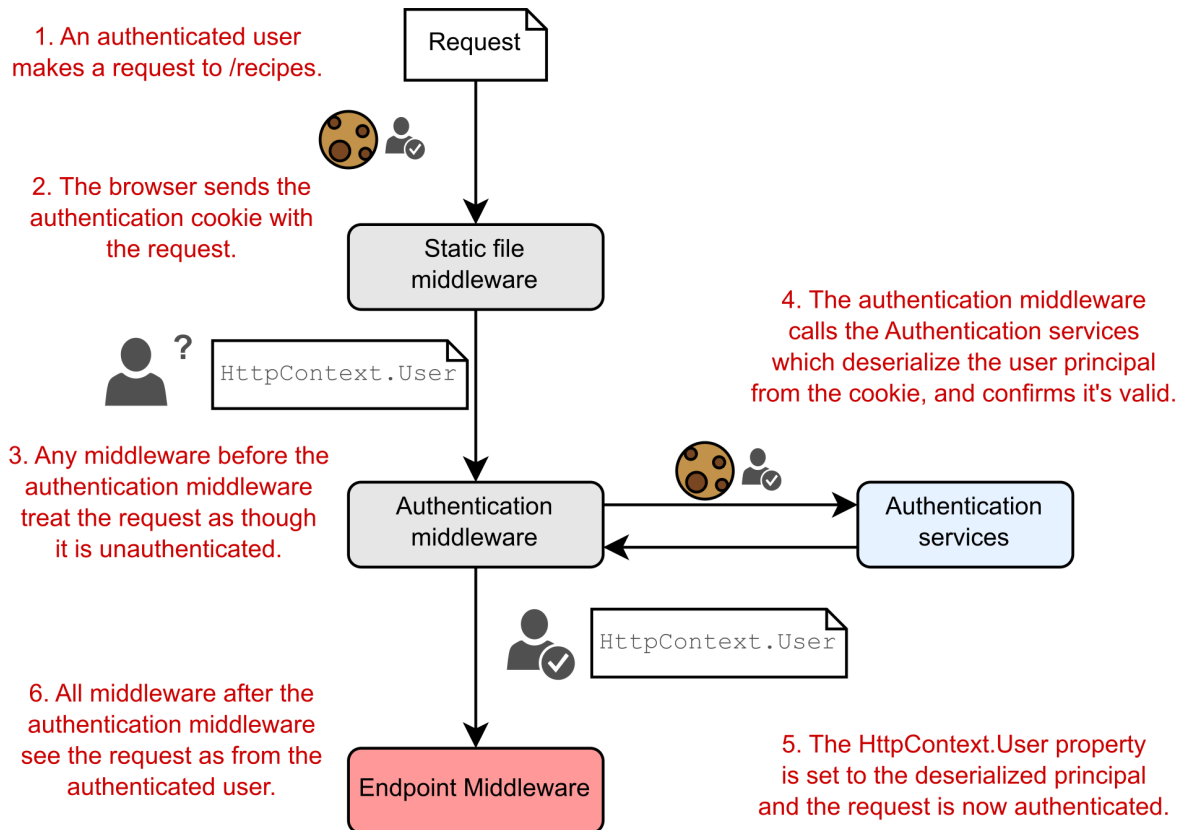 1. An authenticated user
makes a request to /recipes.
Request
2. The browser sends the
authentication cookie with
the request.
Static file
middleware
?
HttpContext.User
3. Any middleware before the
authentication middleware
treat the request as though
it is unauthenticated.
4. The authentication middleware
calls the Authentication services
which deserialize the user principal
from the cookie, and confirms it's valid.
Authentication
middleware
Authentication
services
HttpContext.User
5. The HttpContext.User property
is set to the deserialized principal
and the request is now authenticated.
6. All middleware after the
authentication middleware
see the request as from the
authenticated user.
Endpoint Middleware